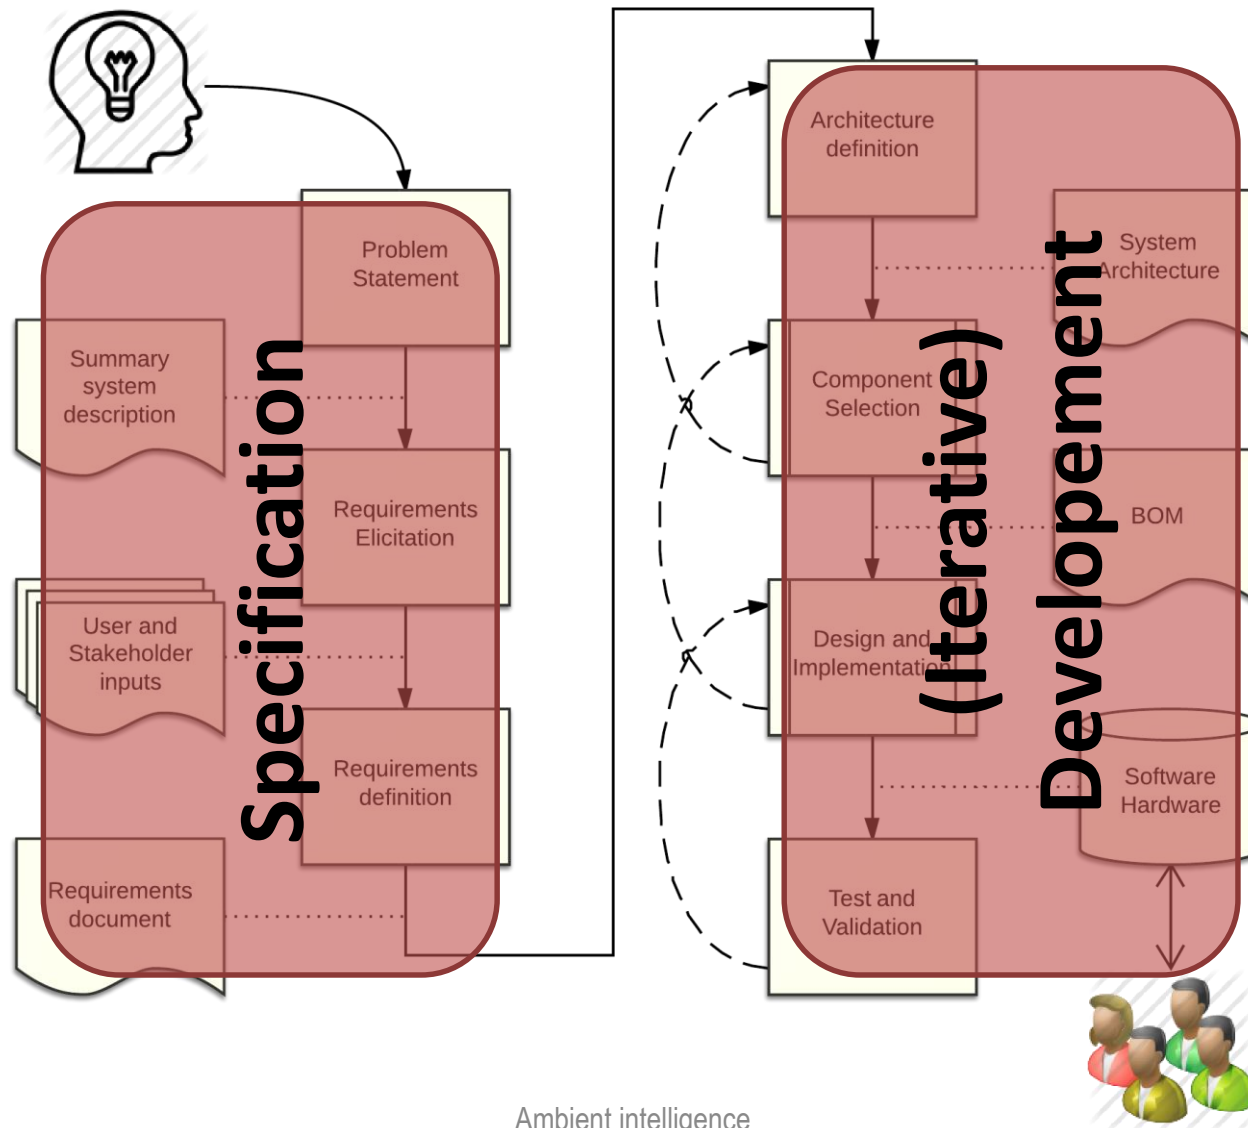 Problem
Statement
Summary
system
description
Requirements
Elicitation
User and
Stakeholder
inputs
Requirements
definition
Requirements
document
Specification
Architecture
definition
System
Architecture
Component
Selection
BOM
Design and
Implementation
Software
Hardware
Test and
Validation
(Iterative)
Developement
Ambient intelligence